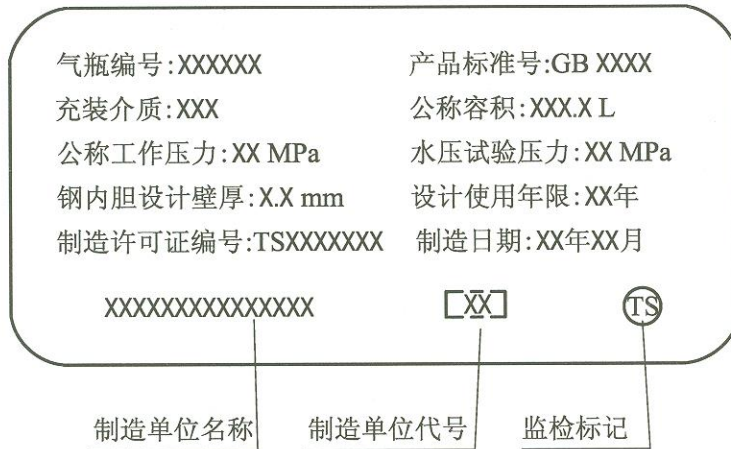 气瓶编号:XXXXXX 产品标准号:GB XXXX
充装介质:XXX 公称容积:XXX.X L
公称工作压力:XX MPa 水压试验压力:XX MPa
钢内胆设计壁厚:X.X mm 设计使用年限:XX年
制造许可证编号:TSXXXXXXX 制造日期:XX年XX月
XXXXXXXXXXXXXXX [XX] TS
制造单位名称 制造单位代号 监检标记